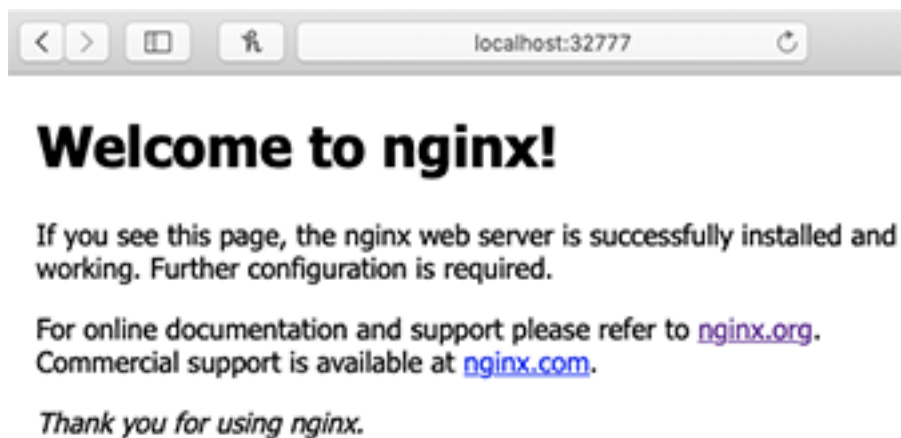 localhost:32777
Welcome to nginx!
If you see this page, the nginx web server is successfully installed and
working. Further configuration is required.
For online documentation and support please refer to nginx.org.
Commercial support is available at nginx.com.
Thank you for using nginx.